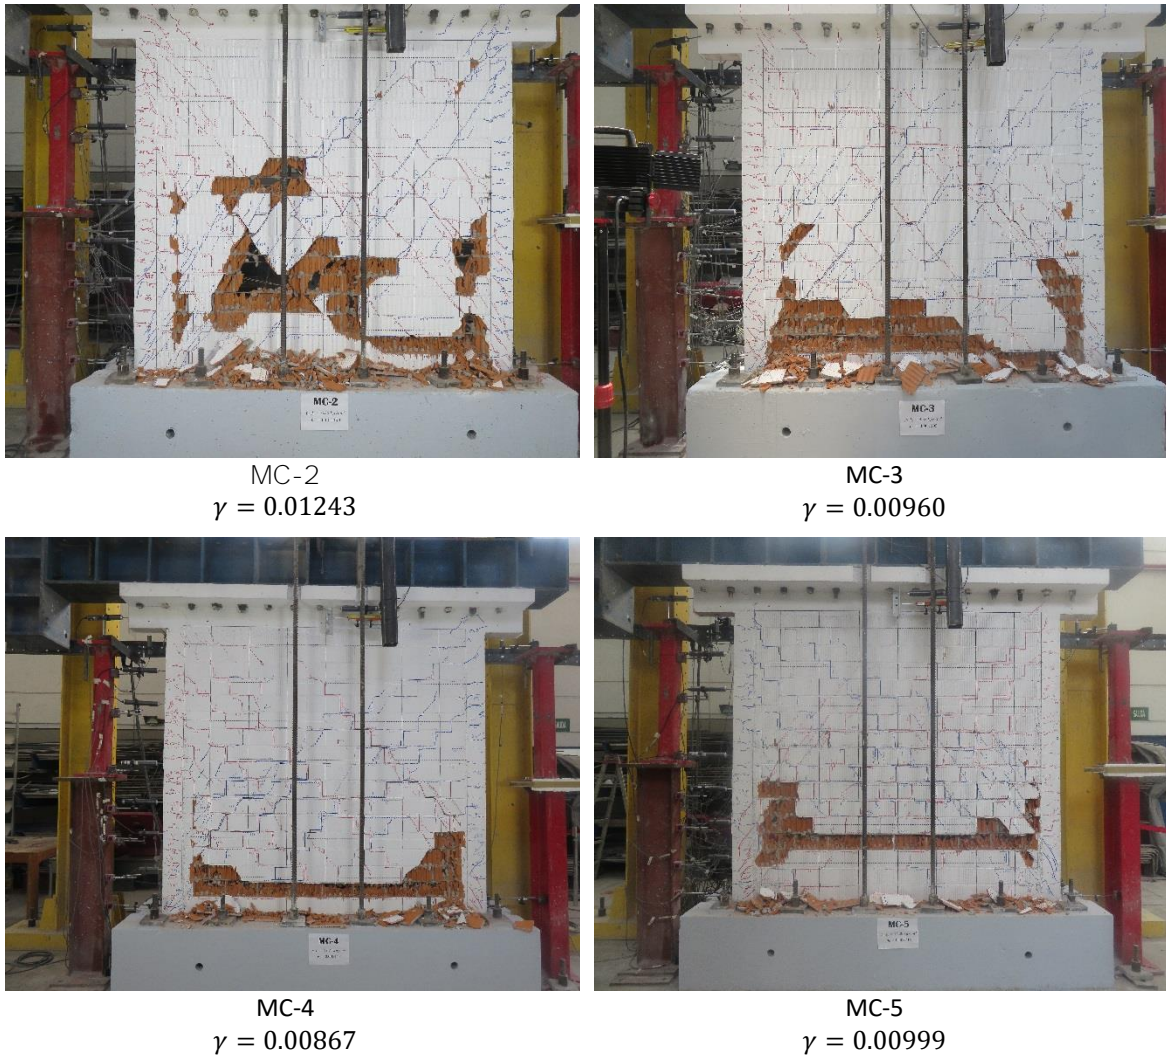 MC-2
MC-3
MC-2
γ = 0.01243
MC-3
γ = 0.00960
SALIDA
MC-4
MC-5
MC-4
γ = 0.00867
MC-5
γ = 0.00999